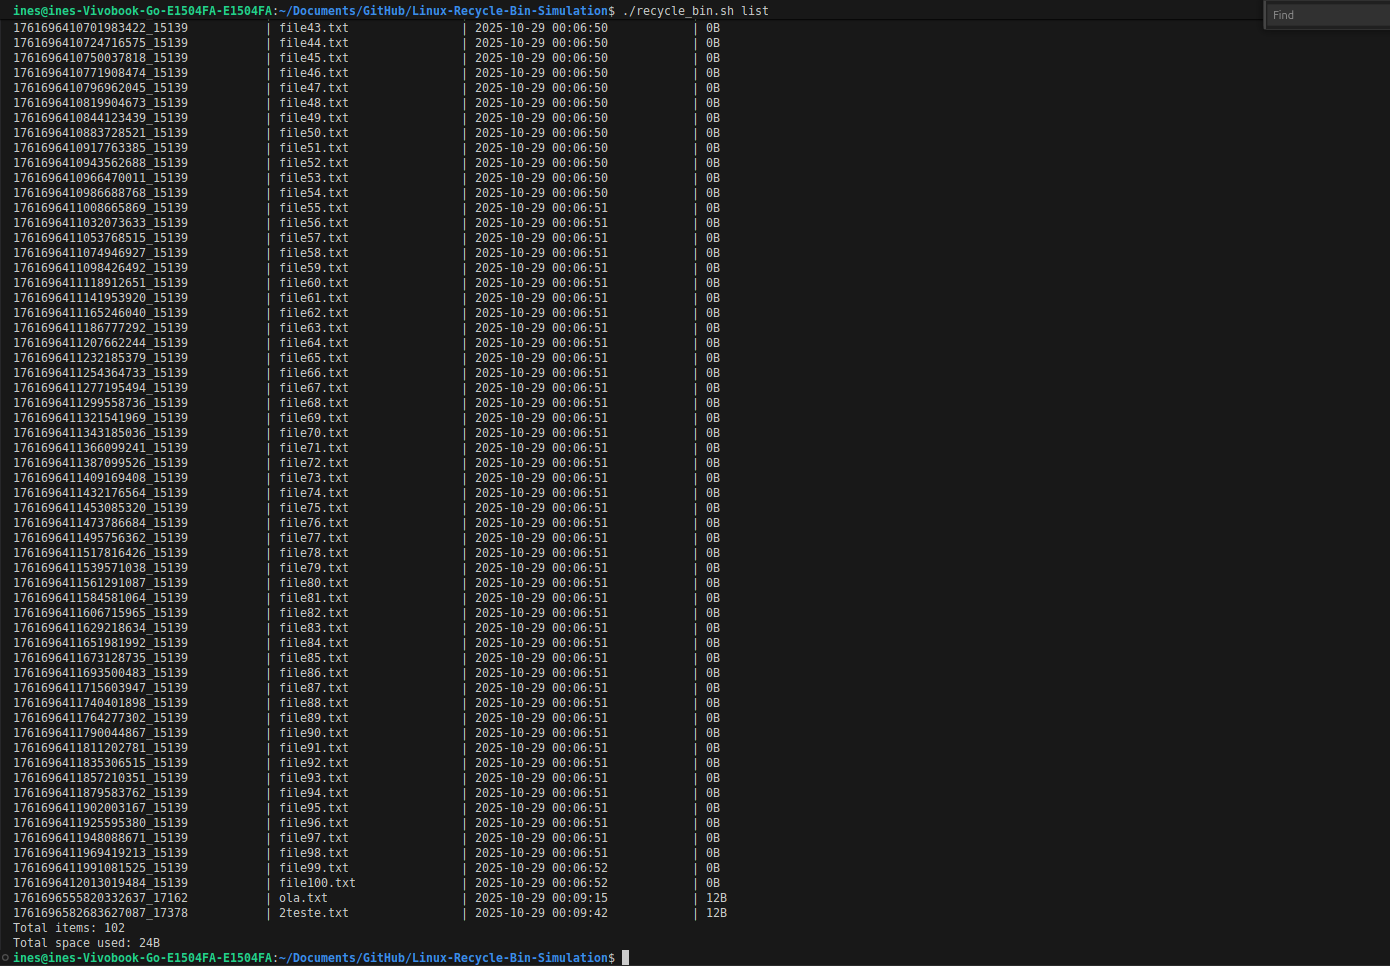 ines@ines-Vivobook-Go-E1504FA-E1504FA:~/Documents/GitHub/Linux-Recycle-Bin-Simulation$ ./recycle_bin.sh list
Find
1761696410701983422_15139 | file43.txt | 2025-10-29 00:06:50 | 0B
1761696410724716575_15139 | file44.txt | 2025-10-29 00:06:50 | 0B
1761696410750037818_15139 | file45.txt | 2025-10-29 00:06:50 | 0B
1761696410771908474_15139 | file46.txt | 2025-10-29 00:06:50 | 0B
1761696410796962045_15139 | file47.txt | 2025-10-29 00:06:50 | 0B
1761696410819904673_15139 | file48.txt | 2025-10-29 00:06:50 | 0B
1761696410844123439_15139 | file49.txt | 2025-10-29 00:06:50 | 0B
1761696410883728521_15139 | file50.txt | 2025-10-29 00:06:50 | 0B
1761696410917763385_15139 | file51.txt | 2025-10-29 00:06:50 | 0B
1761696410943562688_15139 | file52.txt | 2025-10-29 00:06:50 | 0B
1761696410966470011_15139 | file53.txt | 2025-10-29 00:06:50 | 0B
1761696410986688768_15139 | file54.txt | 2025-10-29 00:06:50 | 0B
1761696411008665869_15139 | file55.txt | 2025-10-29 00:06:51 | 0B
1761696411032073633_15139 | file56.txt | 2025-10-29 00:06:51 | 0B
1761696411053768515_15139 | file57.txt | 2025-10-29 00:06:51 | 0B
1761696411074946927_15139 | file58.txt | 2025-10-29 00:06:51 | 0B
1761696411098426492_15139 | file59.txt | 2025-10-29 00:06:51 | 0B
1761696411118912651_15139 | file60.txt | 2025-10-29 00:06:51 | 0B
1761696411141953920_15139 | file61.txt | 2025-10-29 00:06:51 | 0B
1761696411165246040_15139 | file62.txt | 2025-10-29 00:06:51 | 0B
1761696411186777292_15139 | file63.txt | 2025-10-29 00:06:51 | 0B
1761696411207662244_15139 | file64.txt | 2025-10-29 00:06:51 | 0B
1761696411232185379_15139 | file65.txt | 2025-10-29 00:06:51 | 0B
1761696411254364733_15139 | file66.txt | 2025-10-29 00:06:51 | 0B
1761696411277195494_15139 | file67.txt | 2025-10-29 00:06:51 | 0B
1761696411299558736_15139 | file68.txt | 2025-10-29 00:06:51 | 0B
1761696411321541969_15139 | file69.txt | 2025-10-29 00:06:51 | 0B
1761696411343185036_15139 | file70.txt | 2025-10-29 00:06:51 | 0B
1761696411366099241_15139 | file71.txt | 2025-10-29 00:06:51 | 0B
1761696411387099526_15139 | file72.txt | 2025-10-29 00:06:51 | 0B
1761696411409169408_15139 | file73.txt | 2025-10-29 00:06:51 | 0B
1761696411432176564_15139 | file74.txt | 2025-10-29 00:06:51 | 0B
1761696411453085320_15139 | file75.txt | 2025-10-29 00:06:51 | 0B
1761696411473786684_15139 | file76.txt | 2025-10-29 00:06:51 | 0B
1761696411495756362_15139 | file77.txt | 2025-10-29 00:06:51 | 0B
1761696411517816426_15139 | file78.txt | 2025-10-29 00:06:51 | 0B
1761696411539571038_15139 | file79.txt | 2025-10-29 00:06:51 | 0B
1761696411561291087_15139 | file80.txt | 2025-10-29 00:06:51 | 0B
1761696411584581064_15139 | file81.txt | 2025-10-29 00:06:51 | 0B
1761696411606715965_15139 | file82.txt | 2025-10-29 00:06:51 | 0B
1761696411629218634_15139 | file83.txt | 2025-10-29 00:06:51 | 0B
1761696411651981992_15139 | file84.txt | 2025-10-29 00:06:51 | 0B
1761696411673128735_15139 | file85.txt | 2025-10-29 00:06:51 | 0B
1761696411693500483_15139 | file86.txt | 2025-10-29 00:06:51 | 0B
1761696411715603947_15139 | file87.txt | 2025-10-29 00:06:51 | 0B
1761696411740401898_15139 | file88.txt | 2025-10-29 00:06:51 | 0B
1761696411764277302_15139 | file89.txt | 2025-10-29 00:06:51 | 0B
1761696411790044867_15139 | file90.txt | 2025-10-29 00:06:51 | 0B
1761696411811202781_15139 | file91.txt | 2025-10-29 00:06:51 | 0B
1761696411835306515_15139 | file92.txt | 2025-10-29 00:06:51 | 0B
1761696411857210351_15139 | file93.txt | 2025-10-29 00:06:51 | 0B
1761696411879583762_15139 | file94.txt | 2025-10-29 00:06:51 | 0B
1761696411902003167_15139 | file95.txt | 2025-10-29 00:06:51 | 0B
1761696411925595380_15139 | file96.txt | 2025-10-29 00:06:51 | 0B
1761696411948088671_15139 | file97.txt | 2025-10-29 00:06:51 | 0B
1761696411969419213_15139 | file98.txt | 2025-10-29 00:06:51 | 0B
1761696411991081525_15139 | file99.txt | 2025-10-29 00:06:52 | 0B
1761696412013019484_15139 | file100.txt | 2025-10-29 00:06:52 | 0B
1761696555820332637_17162 | ola.txt | 2025-10-29 00:09:15 | 12B
1761696582683627087_17378 | 2teste.txt | 2025-10-29 00:09:42 | 12B
Total items: 102
Total space used: 24B
ines@ines-Vivobook-Go-E1504FA-E1504FA:~/Documents/GitHub/Linux-Recycle-Bin-Simulation$